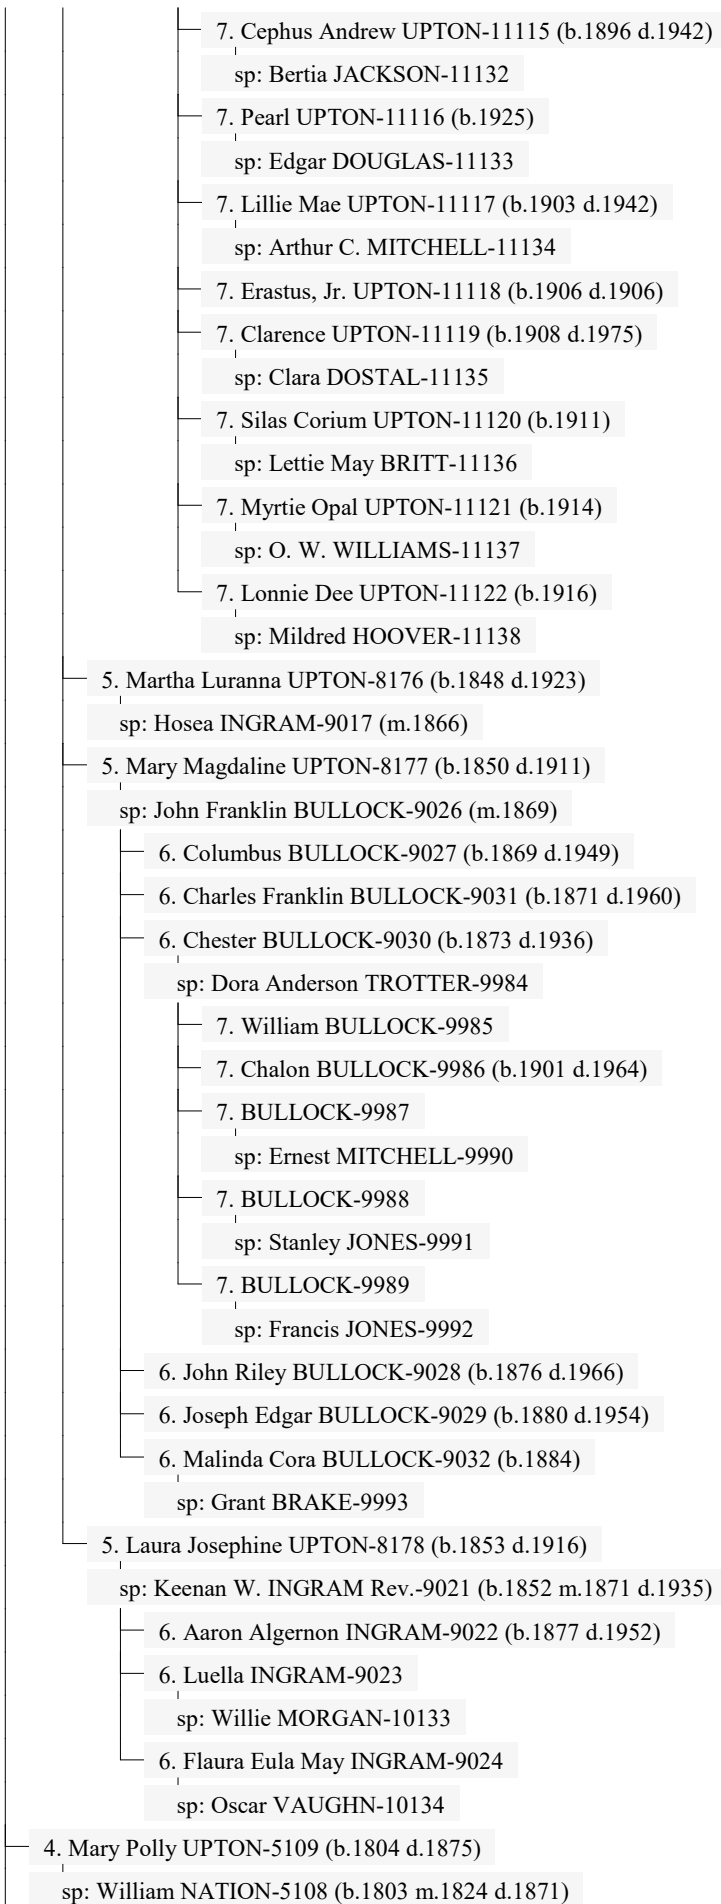 7. Cephus Andrew UPTON-11115 (b.1896 d.1942)
sp: Bertia JACKSON-11132
7. Pearl UPTON-11116 (b.1925)
sp: Edgar DOUGLAS-11133
7. Lillie Mae UPTON-11117 (b.1903 d.1942)
sp: Arthur C. MITCHELL-11134
7. Erastus, Jr. UPTON-11118 (b.1906 d.1906)
7. Clarence UPTON-11119 (b.1908 d.1975)
sp: Clara DOSTAL-11135
7. Silas Corium UPTON-11120 (b.1911)
sp: Lettie May BRITT-11136
7. Myrtie Opal UPTON-11121 (b.1914)
sp: O. W. WILLIAMS-11137
7. Lonnie Dee UPTON-11122 (b.1916)
sp: Mildred HOOVER-11138
5. Martha Luranna UPTON-8176 (b.1848 d.1923)
sp: Hosea INGRAM-9017 (m.1866)
5. Mary Magdaline UPTON-8177 (b.1850 d.1911)
sp: John Franklin BULLOCK-9026 (m.1869)
6. Columbus BULLOCK-9027 (b.1869 d.1949)
6. Charles Franklin BULLOCK-9031 (b.1871 d.1960)
6. Chester BULLOCK-9030 (b.1873 d.1936)
sp: Dora Anderson TROTTER-9984
7. William BULLOCK-9985
7. Chalon BULLOCK-9986 (b.1901 d.1964)
7. BULLOCK-9987
sp: Ernest MITCHELL-9990
7. BULLOCK-9988
sp: Stanley JONES-9991
7. BULLOCK-9989
sp: Francis JONES-9992
6. John Riley BULLOCK-9028 (b.1876 d.1966)
6. Joseph Edgar BULLOCK-9029 (b.1880 d.1954)
6. Malinda Cora BULLOCK-9032 (b.1884)
sp: Grant BRAKE-9993
5. Laura Josephine UPTON-8178 (b.1853 d.1916)
sp: Keenan W. INGRAM Rev.-9021 (b.1852 m.1871 d.1935)
6. Aaron Algernon INGRAM-9022 (b.1877 d.1952)
6. Luella INGRAM-9023
sp: Willie MORGAN-10133
6. Flaura Eula May INGRAM-9024
sp: Oscar VAUGHN-10134
4. Mary Polly UPTON-5109 (b.1804 d.1875)
sp: William NATION-5108 (b.1803 m.1824 d.1871)